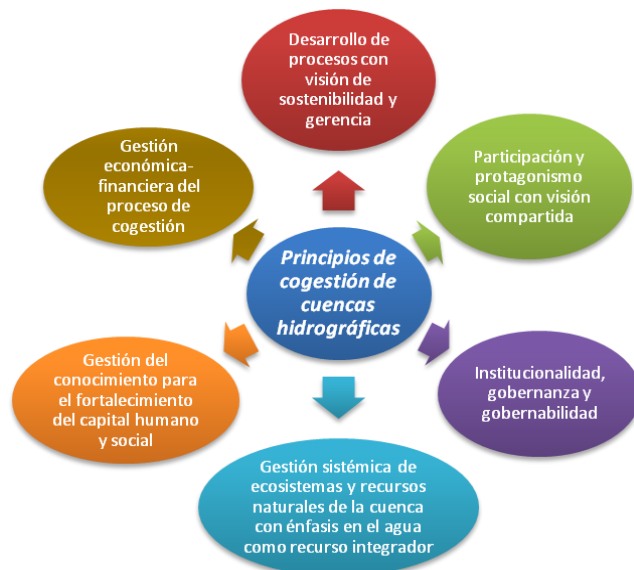 Desarrollo de
procesos con
visión de
sostenibilidad y
gerencia
Gestión
económica-
financiera del
proceso de
cogestión
Participación y
protagonismo
social con visión
compartida
Principios de
cogestión de
cuencas
hidrográficas
Gestión del
conocimiento para
el fortalecimiento
del capital humano
y social
Institucionalidad,
gobernanza y
gobernabilidad
Gestión sistémica de
ecosistemas y recursos
naturales de la cuenca
con énfasis en el agua
como recurso integrador